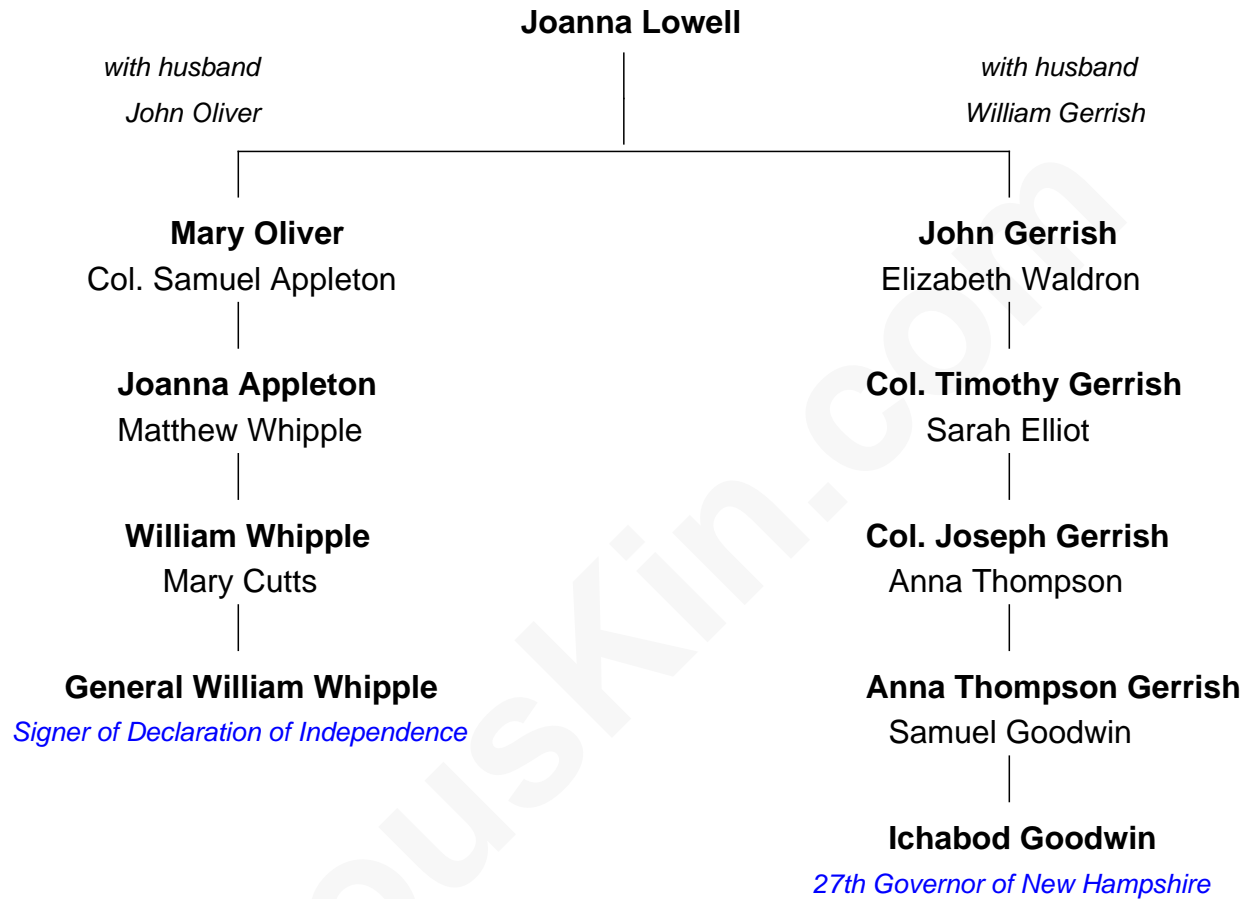 Joanna Lowell
with husband
John Oliver
with husband
William Gerrish
Mary Oliver
Col. Samuel Appleton
Joanna Appleton
Matthew Whipple
William Whipple
Mary Cutts
General William Whipple
Signer of Declaration of Independence
John Gerrish
Elizabeth Waldron
Col. Timothy Gerrish
Sarah Elliot
Col. Joseph Gerrish
Anna Thompson
Anna Thompson Gerrish
Samuel Goodwin
Ichabod Goodwin
27th Governor of New Hampshire
ousKin.com